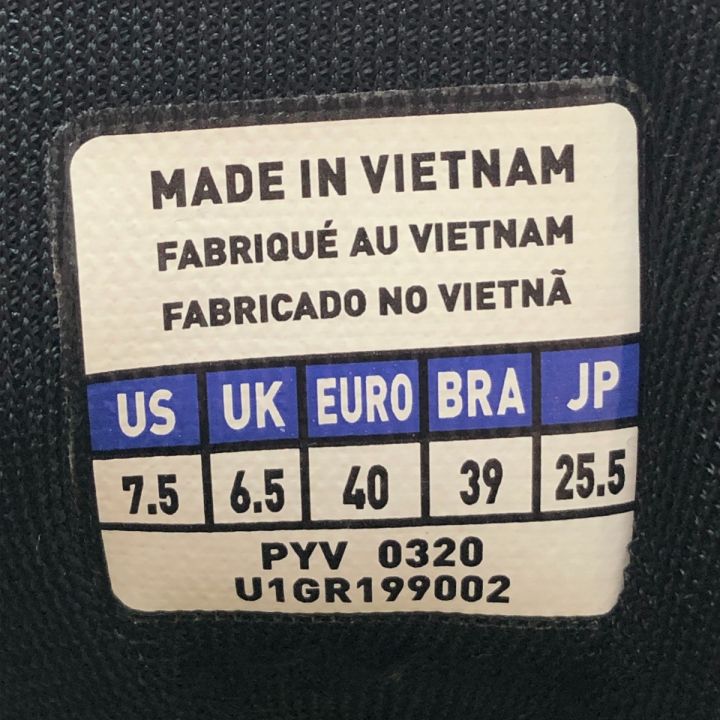 MADE IN VIETNAM
FABRIQUÉ AU VIETNAM
FABRICADO NO VIETNÃ
US UK EURO BRA JP
7.5 6.5 40 39 25.5
PYV 0320
U1GR199002